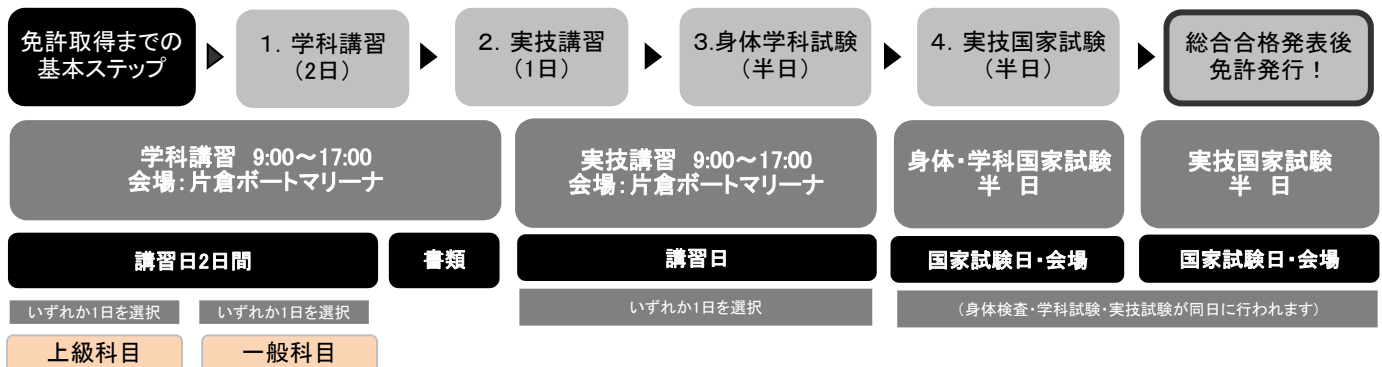 免許取得までの
基本ステップ
1．学科講習
（2日）
2．実技講習
（1日）
3.身体学科試験
（半日）
4．実技国家試験
（半日）
総合合格発表後
免許発行！
学科講習 9:00～17:00
会場：片倉ボートマリーナ
実技講習 9:00～17:00
会場：片倉ボートマリーナ
身体・学科国家試験
半 日
実技国家試験
半 日
講習日2日間
書類
講習日
国家試験日・会場
国家試験日・会場
いずれか1日を選択
いずれか1日を選択
いずれか1日を選択
（身体検査・学科試験・実技試験が同日に行われます）
上級科目
一般科目